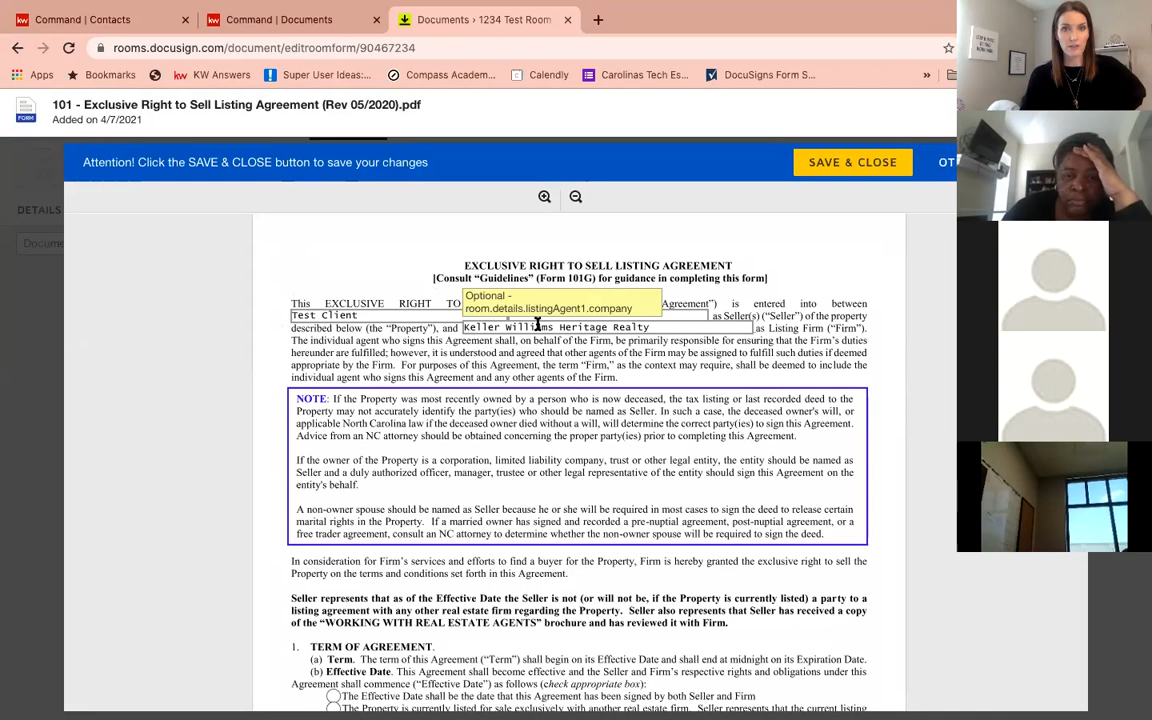 Command | Contacts
Command | Documents
Documents › 1234 Test Room
rooms.docusign.com/document/editroomform/90467234
Apps
Bookmarks
kw KW Answers
Super User Ideas:...
Compass Academ...
Calendly
Carolinas Tech Es...
DocuSigns Form S...
»
101 - Exclusive Right to Sell Listing Agreement (Rev 05/2020).pdf
FORM
Added on 4/7/2021
Attention! Click the SAVE & CLOSE button to save your changes
SAVE & CLOSE
OT
DETAILS
Docume
EXCLUSIVE RIGHT TO SELL LISTING AGREEMENT
[Consult “Guidelines” (Form 101G) for guidance in completing this form]
Optional -
room.details.listingAgent1.company
This EXCLUSIVE RIGHT TO greement”) is entered into between
Test Client as Seller(s) (“Seller”) of the property
described below (the “Property”), and Keller Williams Heritage Realty as Listing Firm (“Firm”).
The individual agent who signs this Agreement shall, on behalf of the Firm, be primarily responsible for ensuring that the Firm’s duties
hereunder are fulfilled; however, it is understood and agreed that other agents of the Firm may be assigned to fulfill such duties if deemed
appropriate by the Firm. For purposes of this Agreement, the term “Firm,” as the context may require, shall be deemed to include the
individual agent who signs this Agreement and any other agents of the Firm.
NOTE: If the Property was most recently owned by a person who is now deceased, the tax listing or last recorded deed to the
Property may not accurately identify the party(ies) who should be named as Seller. In such a case, the deceased owner’s will, or
applicable North Carolina law if the deceased owner died without a will, will determine the correct party(ies) to sign this Agreement.
Advice from an NC attorney should be obtained concerning the proper party(ies) prior to completing this Agreement.
If the owner of the Property is a corporation, limited liability company, trust or other legal entity, the entity should be named as
Seller and a duly authorized officer, manager, trustee or other legal representative of the entity should sign this Agreement on the
entity’s behalf.
A non-owner spouse should be named as Seller because he or she will be required in most cases to sign the deed to release certain
marital rights in the Property. If a married owner has signed and recorded a pre-nuptial agreement, post-nuptial agreement, or a
free trader agreement, consult an NC attorney to determine whether the non-owner spouse will be required to sign the deed.
In consideration for Firm’s services and efforts to find a buyer for the Property, Firm is hereby granted the exclusive right to sell the
Property on the terms and conditions set forth in this Agreement.
Seller represents that as of the Effective Date the Seller is not (or will not be, if the Property is currently listed) a party to a
listing agreement with any other real estate firm regarding the Property. Seller also represents that Seller has received a copy
of the “WORKING WITH REAL ESTATE AGENTS” brochure and has reviewed it with Firm.
1. TERM OF AGREEMENT.
(a) Term. The term of this Agreement (“Term”) shall begin on its Effective Date and shall end at midnight on its Expiration Date.
(b) Effective Date. This Agreement shall become effective and the Seller and Firm’s respective rights and obligations under this
Agreement shall commence (“Effective Date”) as follows (check appropriate box):
The Effective Date shall be the date that this Agreement has been signed by both Seller and Firm
The Property is currently listed for sale exclusively with another real estate firm. Seller represents that the current listing